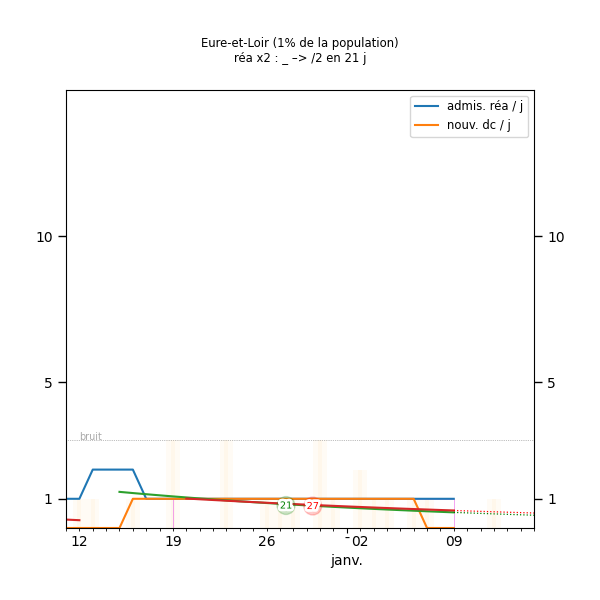 Eure-et-Loir (1% de la population)
réa x2 : _ –> /2 en 21 j
admis. réa / j
nouv. dc / j
10 10
5 5
bruit
1 1
21 27
12 19 26 02 09
janv.